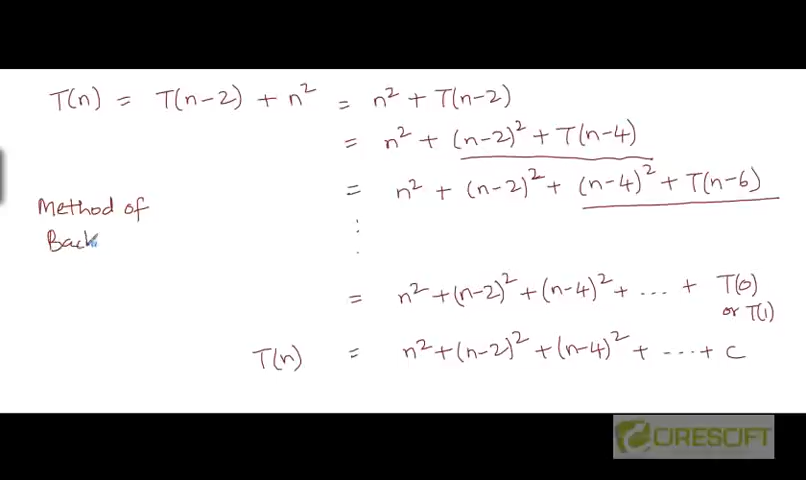 T(n) = T(n-2) + n² = n² + T(n-2)
= n² + (n-2)² + T(n-4)
= n² + (n-2)² + (n-4)² + T(n-6)
Method of
Back
⋮
= n² + (n-2)² + (n-4)² + ... + T(0)
or T(1)
T(n) = n² + (n-2)² + (n-4)² + ... + c
CIRESOFT